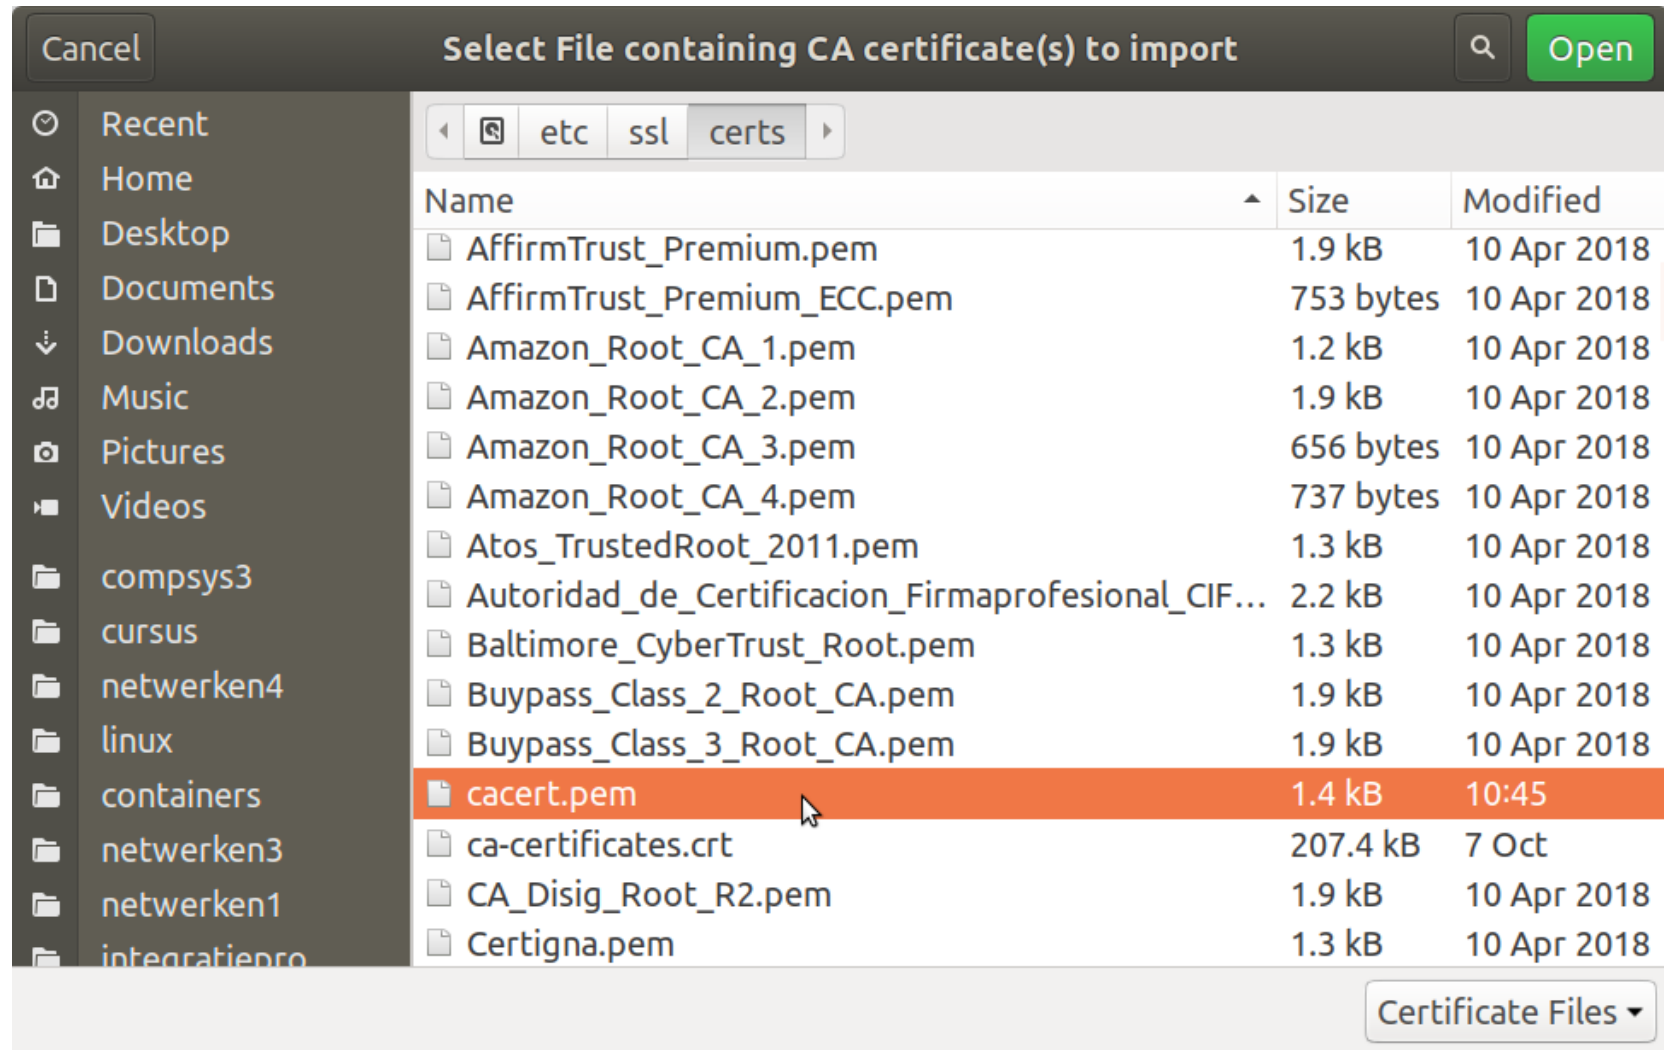 Cancel Select File containing CA certificate(s) to import Open
Recent
Home
Desktop
Documents
Downloads
Music
Pictures
Videos
compsys3
cursus
netwerken4
linux
containers
netwerken3
netwerken1
integratiepro
etc ssl certs
Name Size Modified
AffirmTrust_Premium.pem 1.9 kB 10 Apr 2018
AffirmTrust_Premium_ECC.pem 753 bytes 10 Apr 2018
Amazon_Root_CA_1.pem 1.2 kB 10 Apr 2018
Amazon_Root_CA_2.pem 1.9 kB 10 Apr 2018
Amazon_Root_CA_3.pem 656 bytes 10 Apr 2018
Amazon_Root_CA_4.pem 737 bytes 10 Apr 2018
Atos_TrustedRoot_2011.pem 1.3 kB 10 Apr 2018
Autoridad_de_Certificacion_Firmaprofesional_CIF... 2.2 kB 10 Apr 2018
Baltimore_CyberTrust_Root.pem 1.3 kB 10 Apr 2018
Buypass_Class_2_Root_CA.pem 1.9 kB 10 Apr 2018
Buypass_Class_3_Root_CA.pem 1.9 kB 10 Apr 2018
cacert.pem 1.4 kB 10:45
ca-certificates.crt 207.4 kB 7 Oct
CA_Disig_Root_R2.pem 1.9 kB 10 Apr 2018
Certigna.pem 1.3 kB 10 Apr 2018
Certificate Files